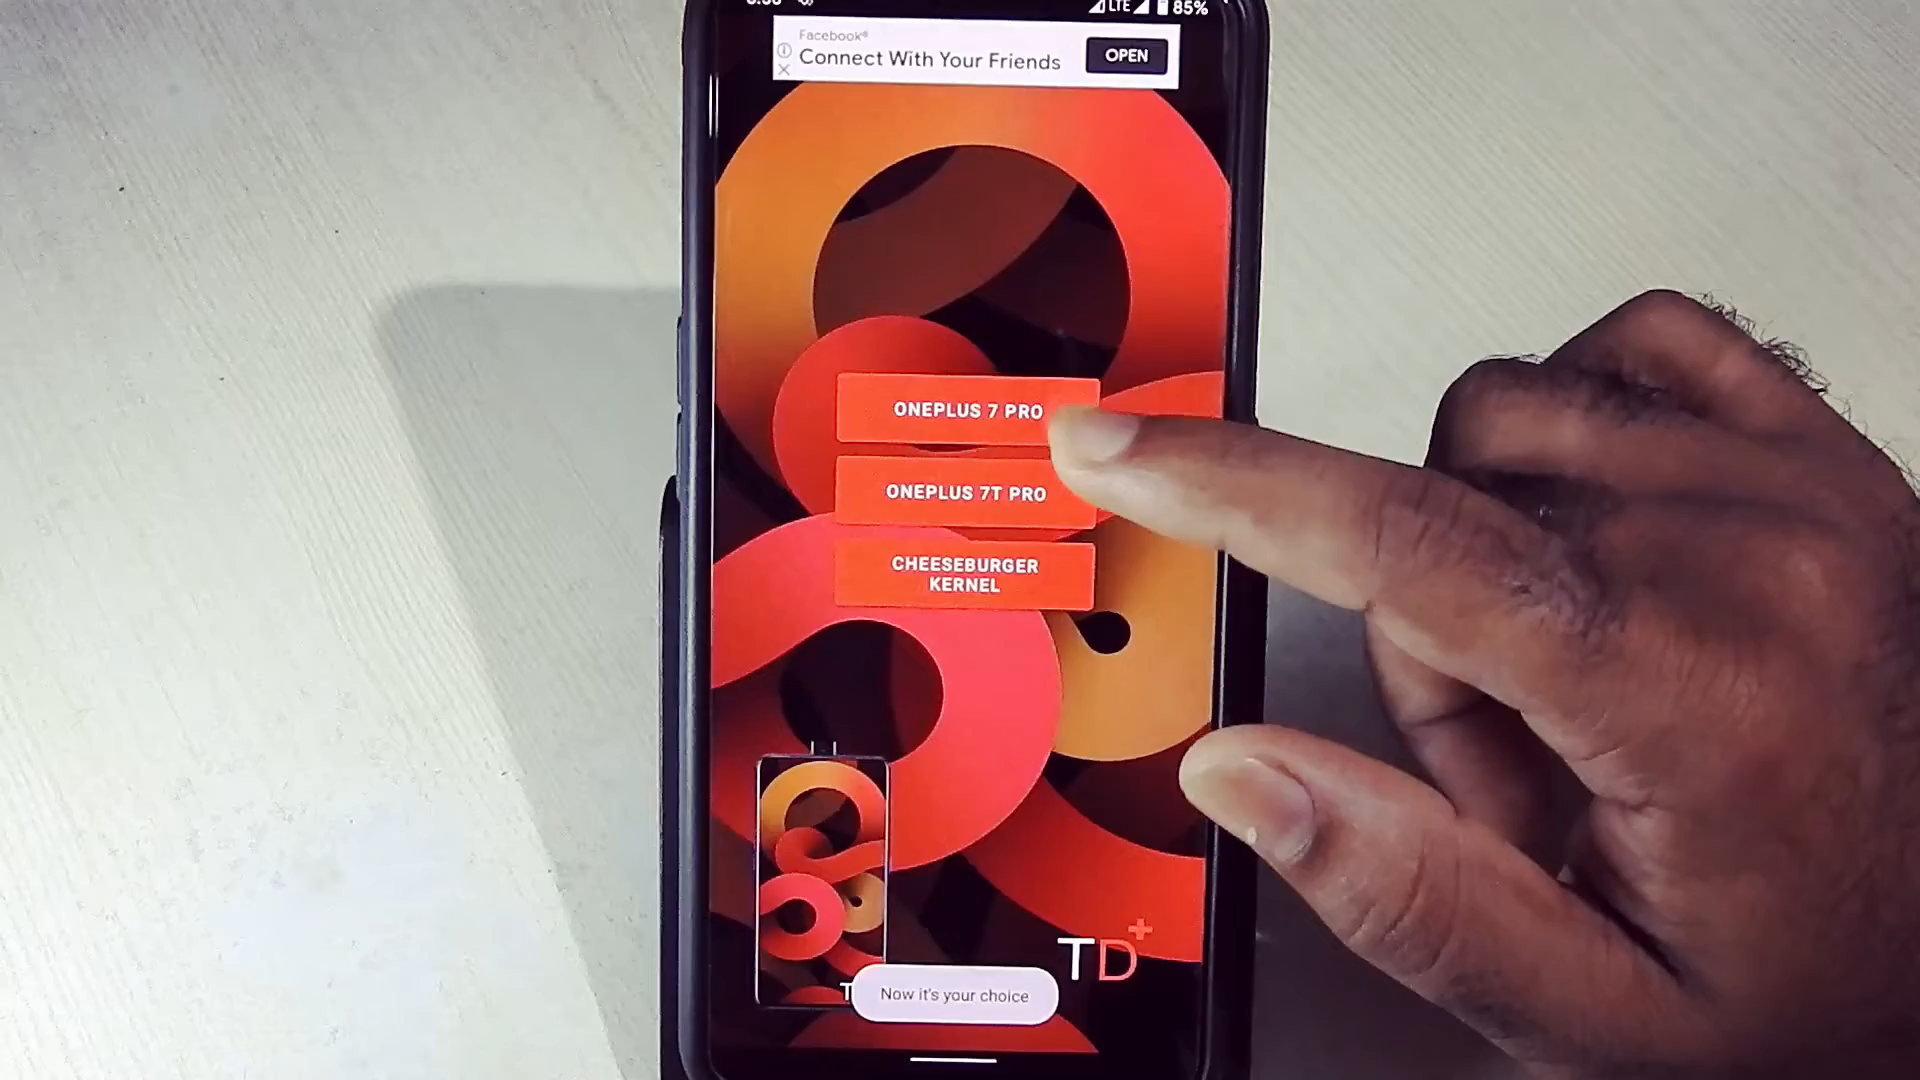 LTE 85%
Facebook®
Connect With Your Friends
OPEN
ONEPLUS 7 PRO
ONEPLUS 7T PRO
CHEESEBURGER
KERNEL
TD+
T
Now it's your choice